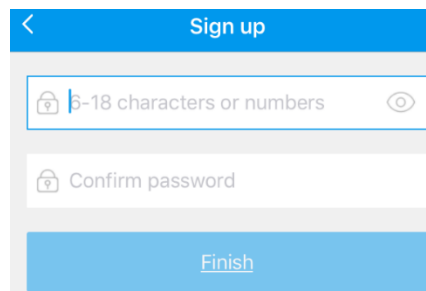 Sign up
6-18 characters or numbers
Confirm password
Finish